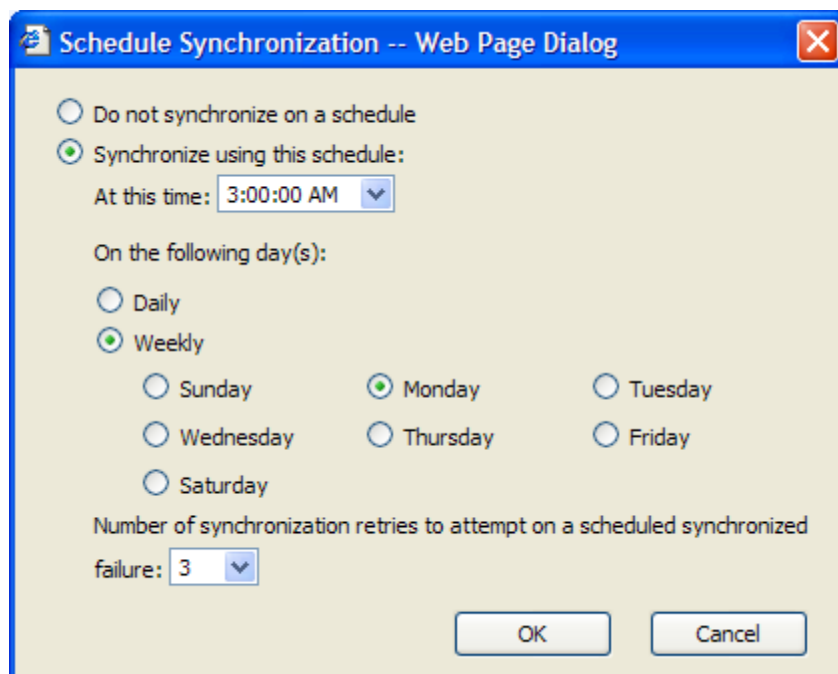 Schedule Synchronization -- Web Page Dialog
Do not synchronize on a schedule
Synchronize using this schedule:
At this time: 3:00:00 AM
On the following day(s):
Daily
Weekly
Sunday Monday Tuesday
Wednesday Thursday Friday
Saturday
Number of synchronization retries to attempt on a scheduled synchronized
failure: 3
OK Cancel